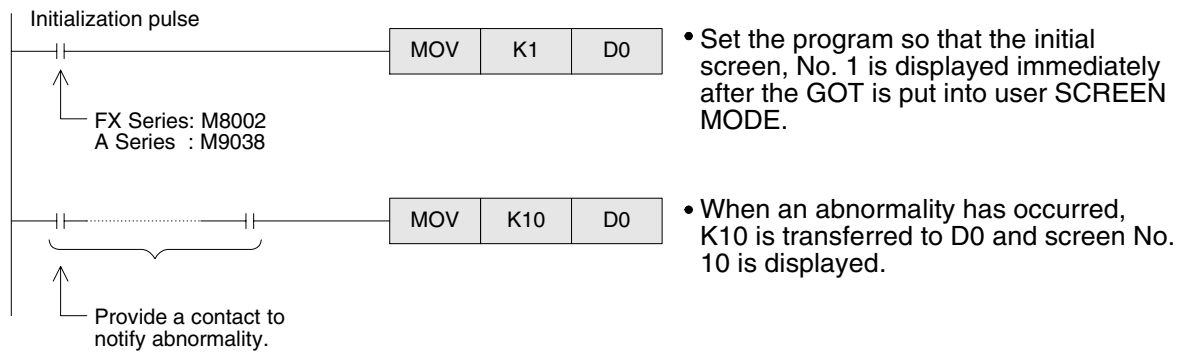 Initialization pulse
MOV K1 D0
FX Series: M8002
A Series : M9038
• Set the program so that the initial
screen, No. 1 is displayed immediately
after the GOT is put into user SCREEN
MODE.
MOV K10 D0
Provide a contact to
notify abnormality.
• When an abnormality has occurred,
K10 is transferred to D0 and screen No.
10 is displayed.